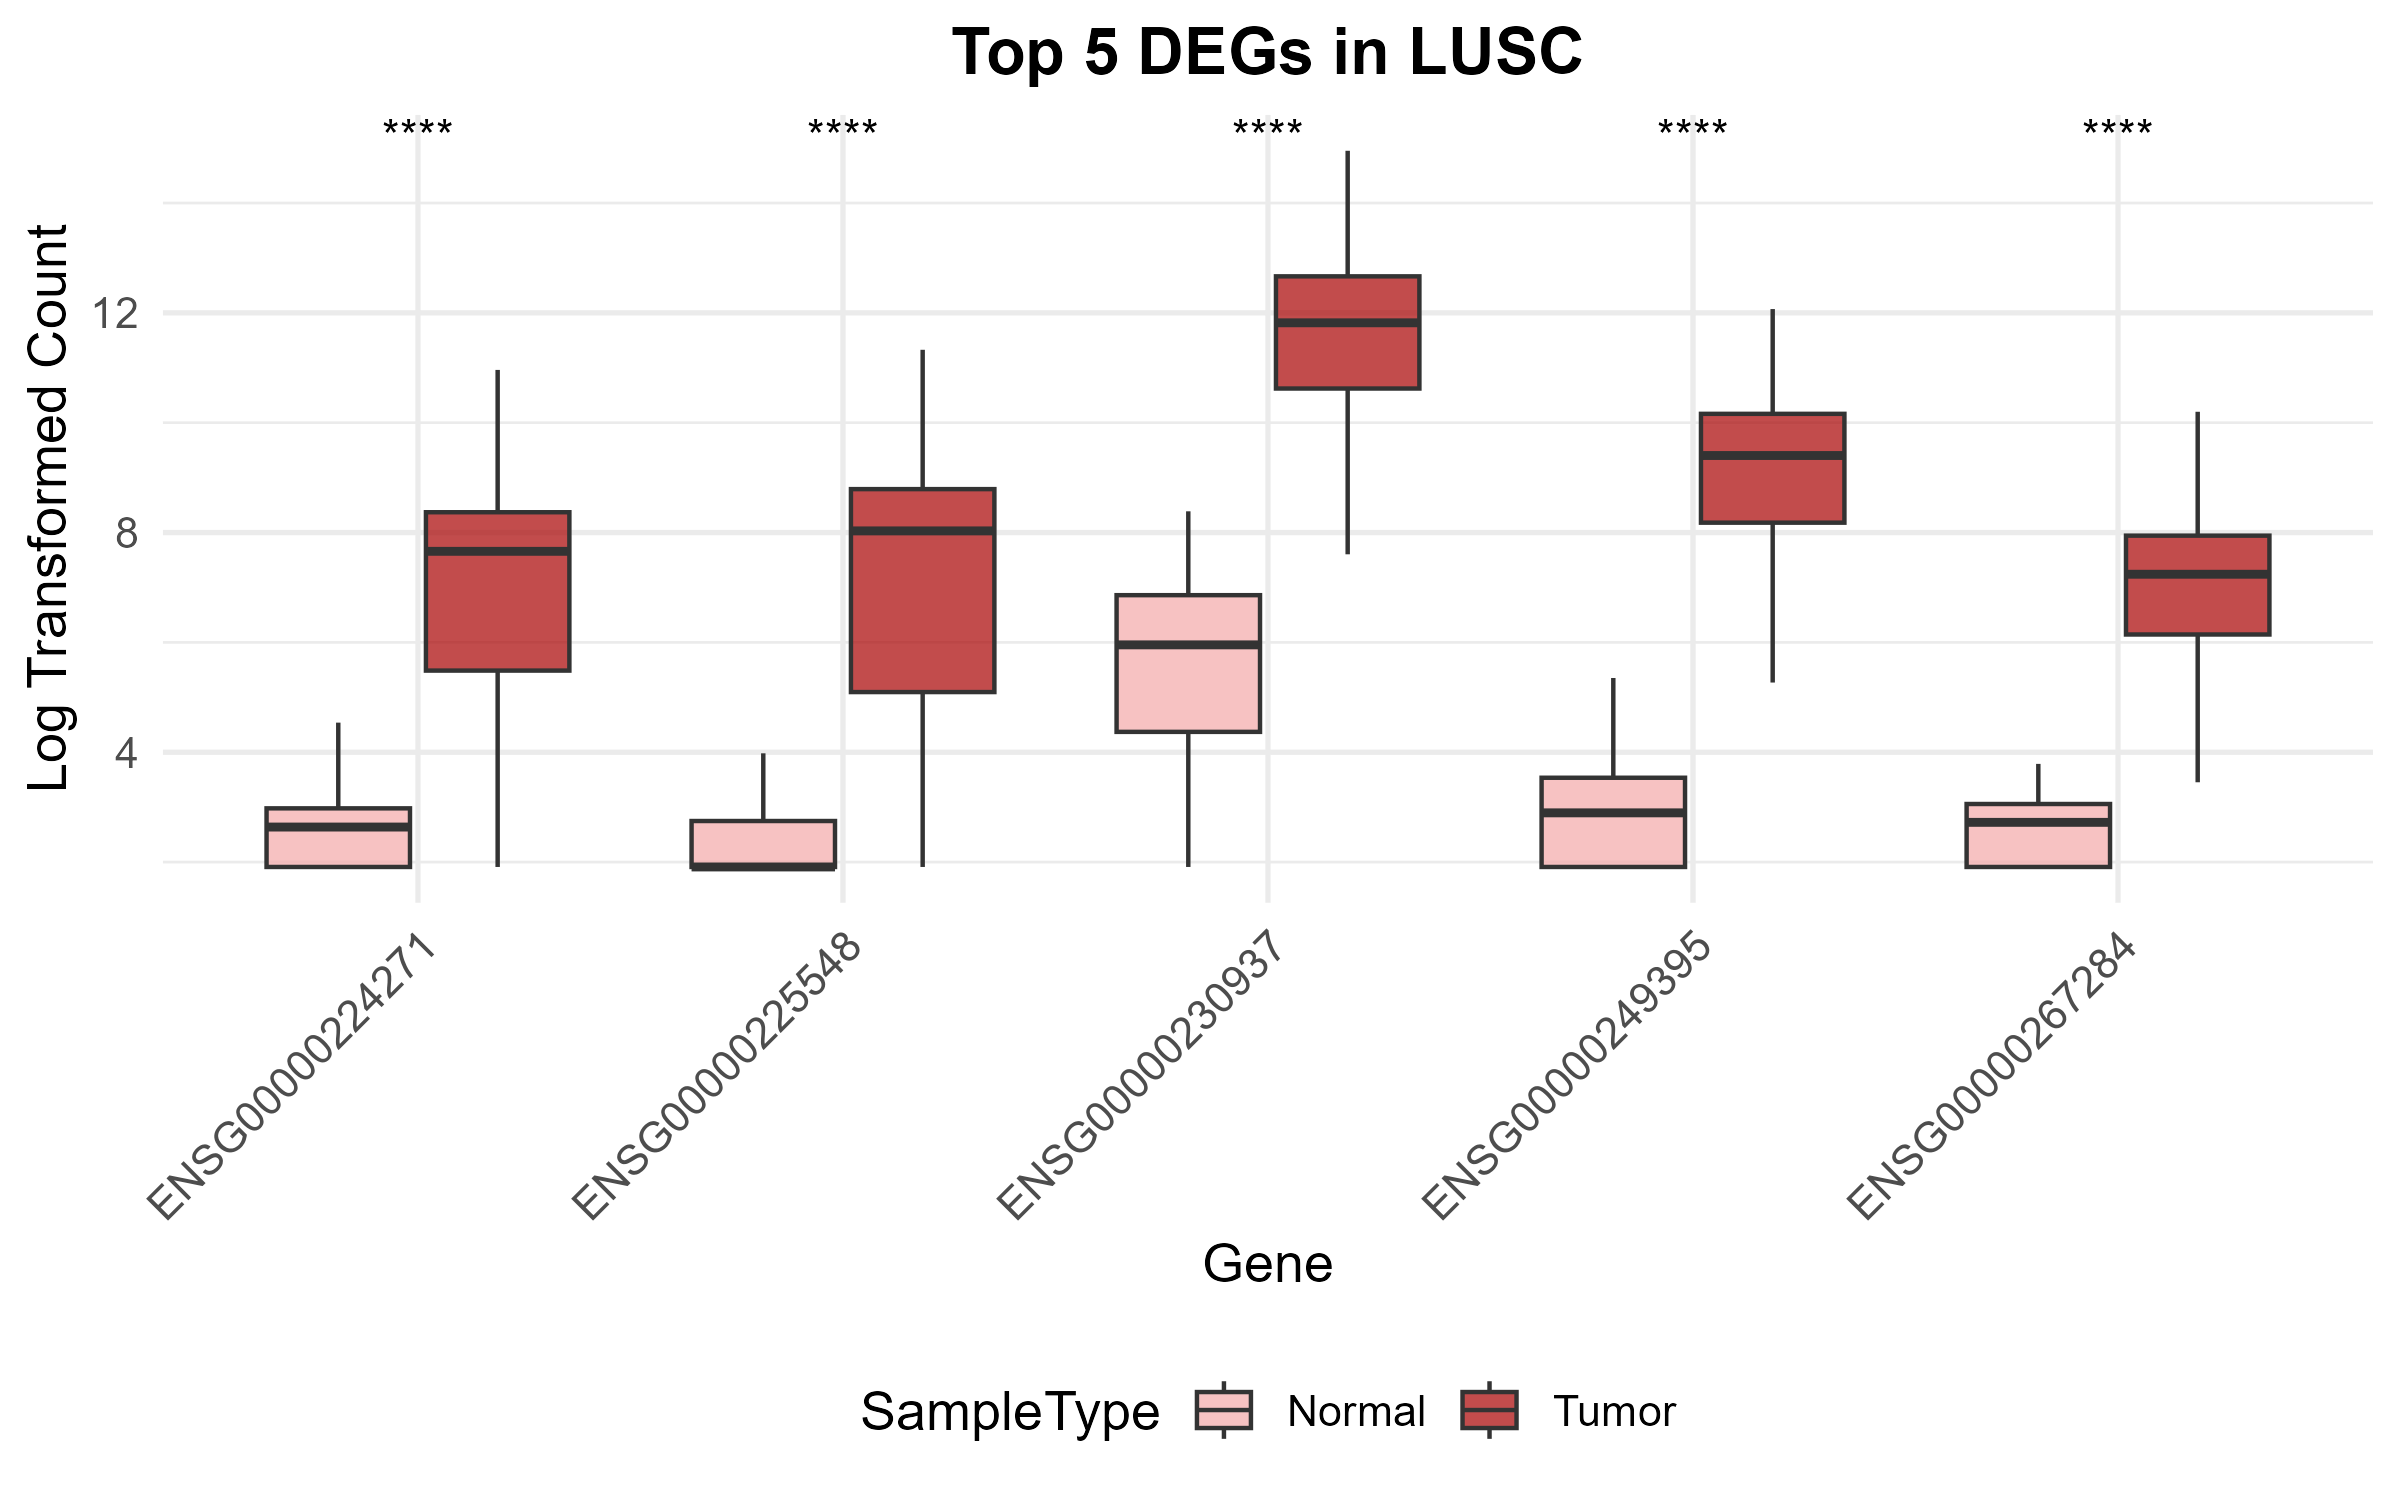 Top 5 DEGs in LUSC
**** **** **** **** ****
Log Transformed Count
12
8
4
ENSG00000224271
ENSG00000225548
ENSG00000230937
ENSG00000249395
ENSG00000267284
Gene
SampleType Normal Tumor